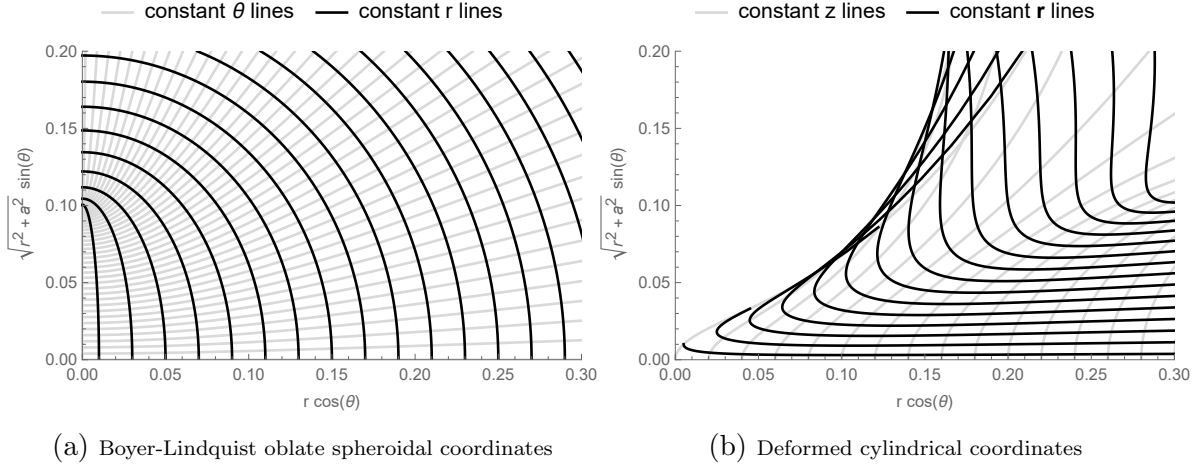 constant θ lines constant r lines
0.20
0.15
0.10
0.05
0.00
√r² + a² sin(θ)
0.00 0.05 0.10 0.15 0.20 0.25 0.30
r cos(θ)
(a) Boyer-Lindquist oblate spheroidal coordinates
constant z lines constant r lines
0.20
0.15
0.10
0.05
0.00
√r² + a² sin(θ)
0.00 0.05 0.10 0.15 0.20 0.25 0.30
r cos(θ)
(b) Deformed cylindrical coordinates